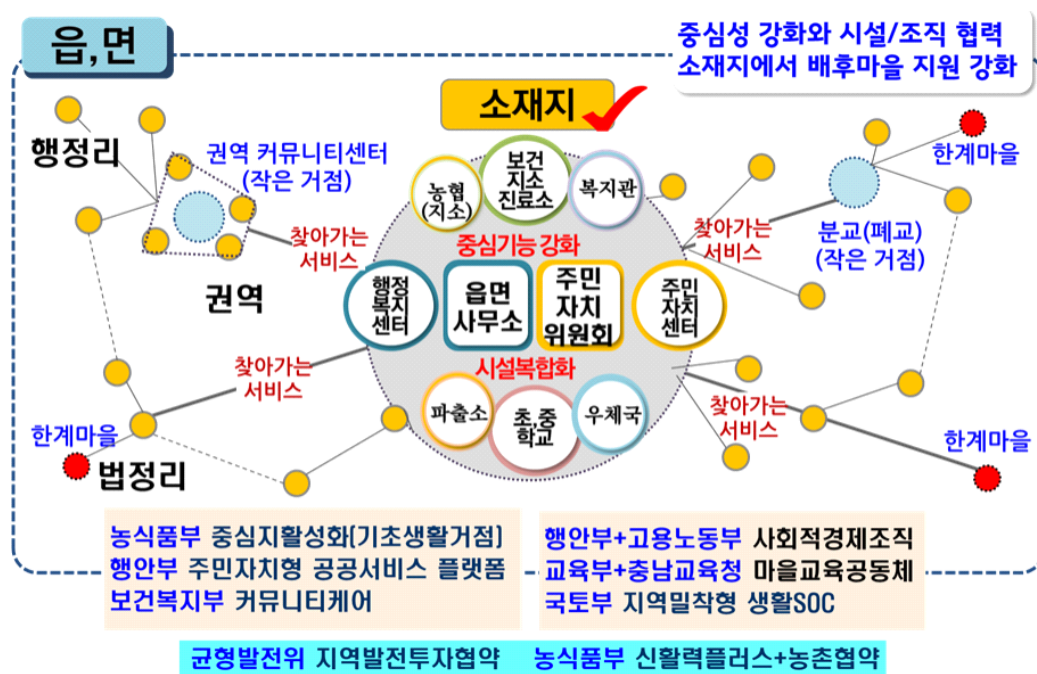 읍,면
중심성 강화와 시설/조직 협력
소재지에서 배후마을 지원 강화
소재지
행정리
권역 커뮤니티센터
(작은 거점)
찾아가는
서비스
권역
농협
(지소)
보건
지소
진료소
복지관
중심기능 강화
행정
복지
센터
읍면
사무소
주민
자치
위원회
주민
자치
센터
시설복합화
파출소
초,중
학교
우체국
찾아가는
서비스
한계마을
분교(폐교)
(작은 거점)
찾아가는
서비스
한계마을
법정리
찾아가는
서비스
한계마을
농식품부 중심지활성화(기초생활거점)
행안부 주민자치형 공공서비스 플랫폼
보건복지부 커뮤니티케어
행안부+고용노동부 사회적경제조직
교육부+충남교육청 마을교육공동체
국토부 지역밀착형 생활SOC
균형발전위 지역발전투자협약 농식품부 신활력플러스+농촌협약